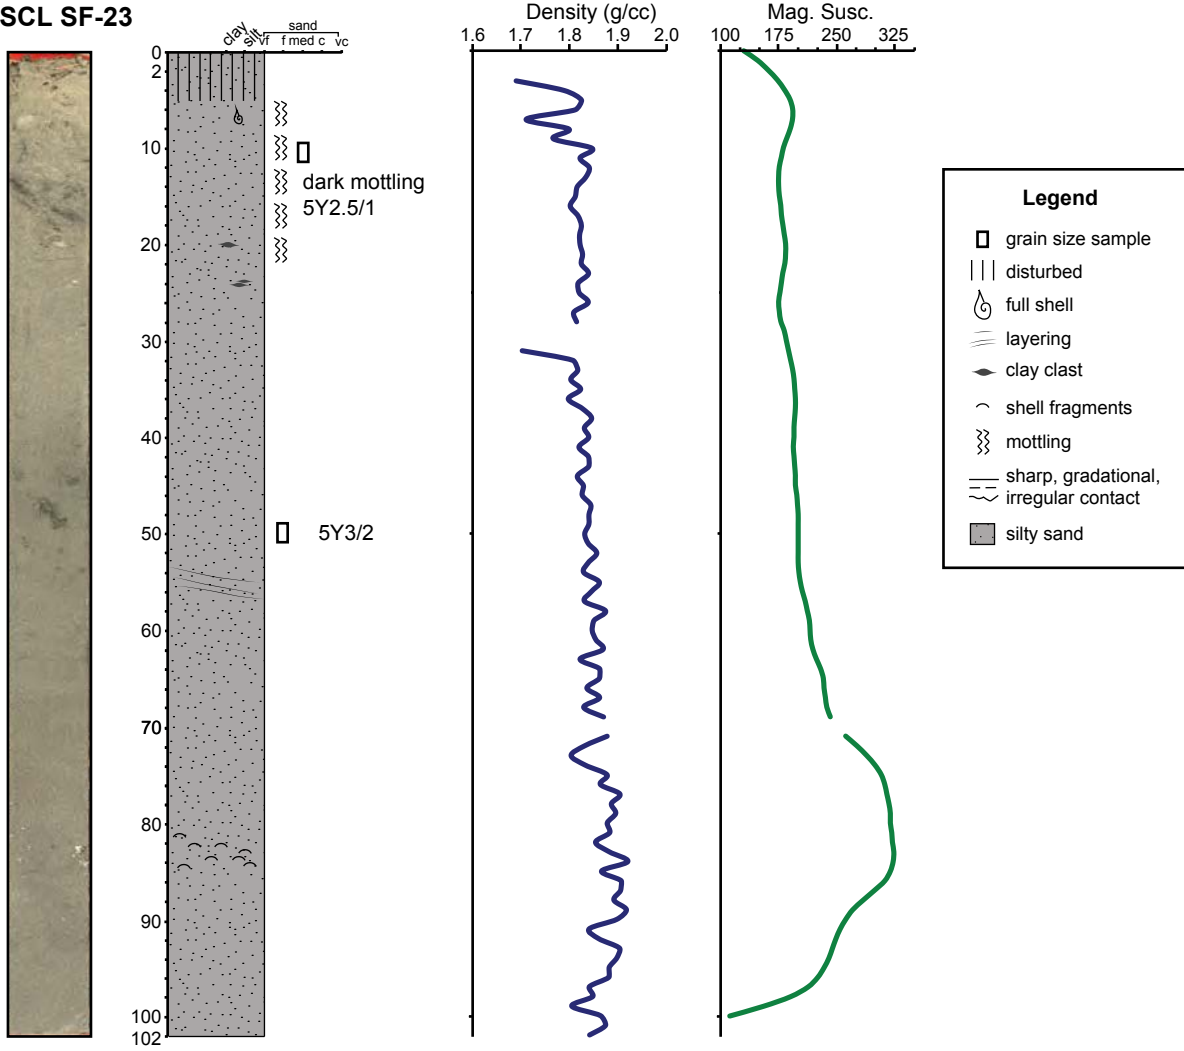 SCL SF-23
clay
silt
sand
vf f med c vc
Density (g/cc)
1.6 1.7 1.8 1.9 2.0
Mag. Susc.
100 175 250 325
0
2
10
20
30
40
50
60
70
80
90
100
102
dark mottling
5Y2.5/1
5Y3/2
Legend
grain size sample
disturbed
full shell
layering
clay clast
shell fragments
mottling
sharp, gradational,
irregular contact
silty sand